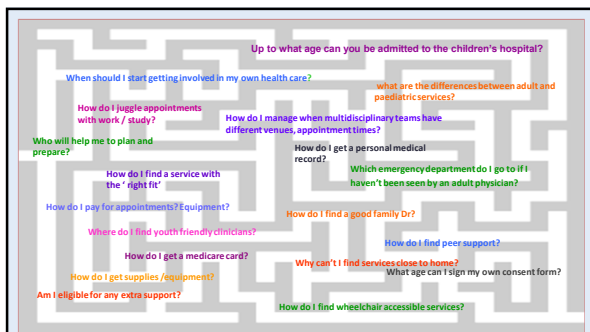 Up to what age can you be admitted to the children's hospital?
When should I start getting involved in my own health care?
what are the differences between adult and
paediatric services?
How do I juggle appointments
with work / study?
How do I manage when multidisciplinary teams have
different venues, appointment times?
Who will help me to plan and
prepare?
How do I get a personal medical
record?
Which emergency department do I go to if I
haven't been seen by an adult physician?
How do I find a service with
the ' right fit'
How do I pay for appointments? Equipment?
How do I find a good family Dr?
Where do I find youth friendly clinicians?
How do I find peer support?
How do I get a medicare card?
Why can't I find services close to home?
What age can I sign my own consent form?
How do I get supplies /equipment?
Am I eligible for any extra support?
How do I find wheelchair accessible services?